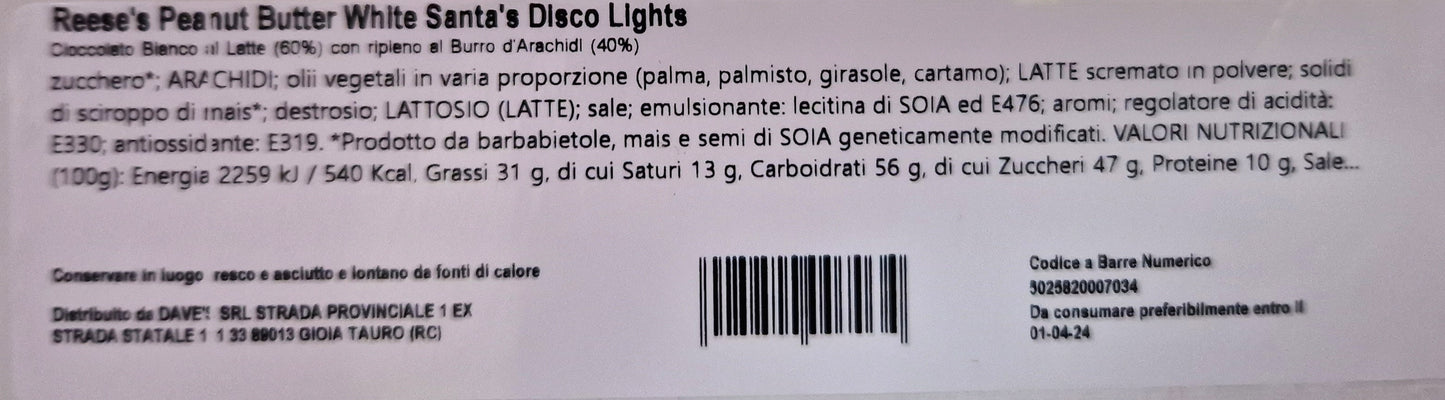 Reese's Peanut Butter White Santa's Disco Lights
Cioccolato Bianco al Latte (60%) con ripieno al Burro d'Arachidi (40%)
zucchero*; ARACHIDI; olii vegetali in varia proporzione (palma, palmisto, girasole, cartamo); LATTE scremato in polvere; solidi
di sciroppo di mais*; destrosio; LATTOSIO (LATTE); sale; emulsionante: lecitina di SOIA ed E476; aromi; regolatore di acidità:
E330; antiossidante: E319. *Prodotto da barbabietole, mais e semi di SOIA geneticamente modificati. VALORI NUTRIZIONALI
(100g): Energia 2259 kJ / 540 Kcal, Grassi 31 g, di cui Saturi 13 g, Carboidrati 56 g, di cui Zuccheri 47 g, Proteine 10 g, Sale...
Conservare in luogo resco e asciutto e lontano da fonti di calore
Distribuito da DAVE'S SRL STRADA PROVINCIALE 1 EX
STRADA STATALE 1 1 33 89013 GIOIA TAURO (RC)
Codice a Barre Numerico
5025820007034
Da consumare preferibilmente entro il
01-04-24